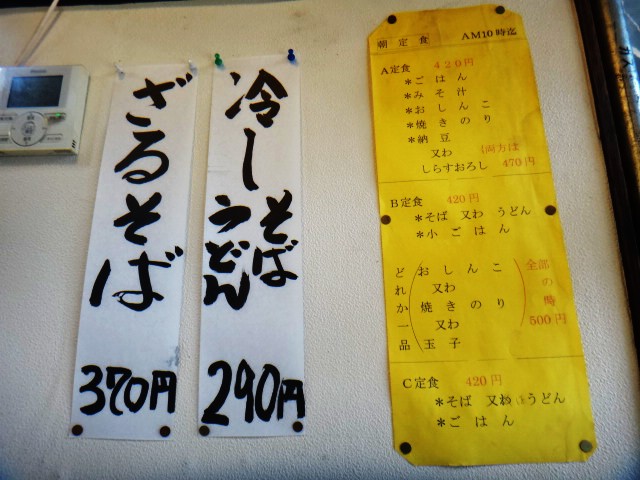 ざるそば
370円
冷し
そば
うどん
290円
朝定食 AM10時迄
A定食 420円
*ごはん
*みそ汁
*おしんこ
*焼きのり
*納豆
又わ (両方は
しらすおろし 470円
B定食 420円
*そば 又わ うどん
*小ごはん
どれか一品
おしんこ
又わ
焼きのり
又わ
玉子
全部の時
500円
C定食 420円
*そば 又わ うどん
*ごはん